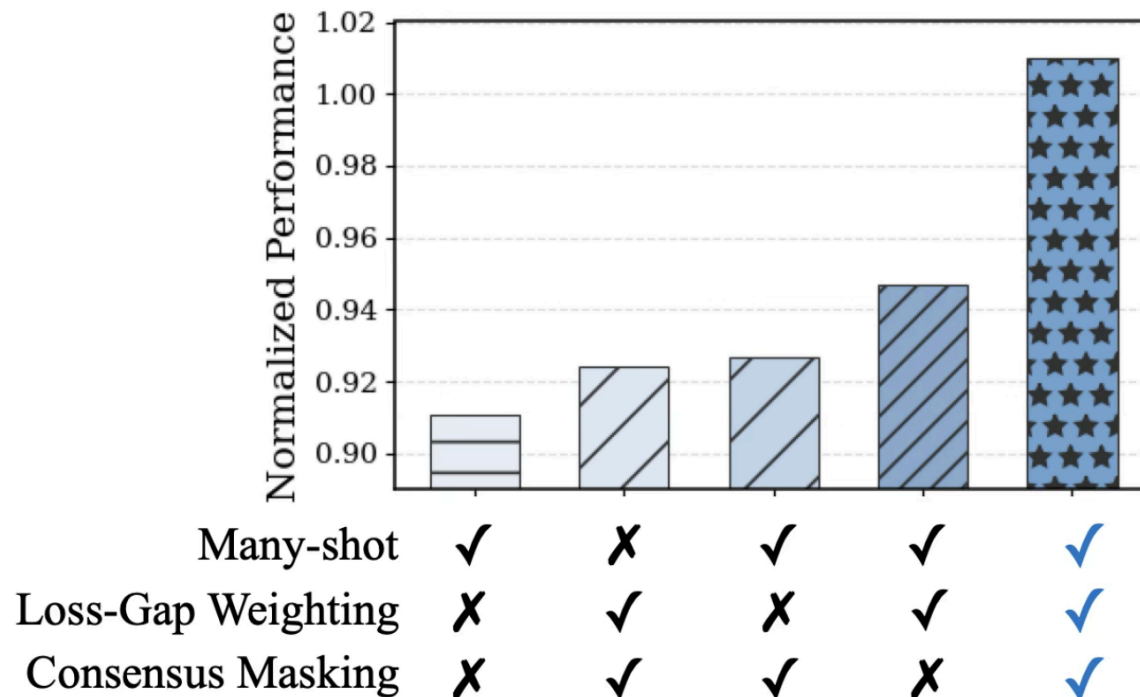 Normalized Performance
1.02
1.00
0.98
0.96
0.94
0.92
0.90
Many-shot ✓ ✗ ✓ ✓ ✓
Loss-Gap Weighting ✗ ✓ ✗ ✓ ✓
Consensus Masking ✗ ✓ ✓ ✗ ✓